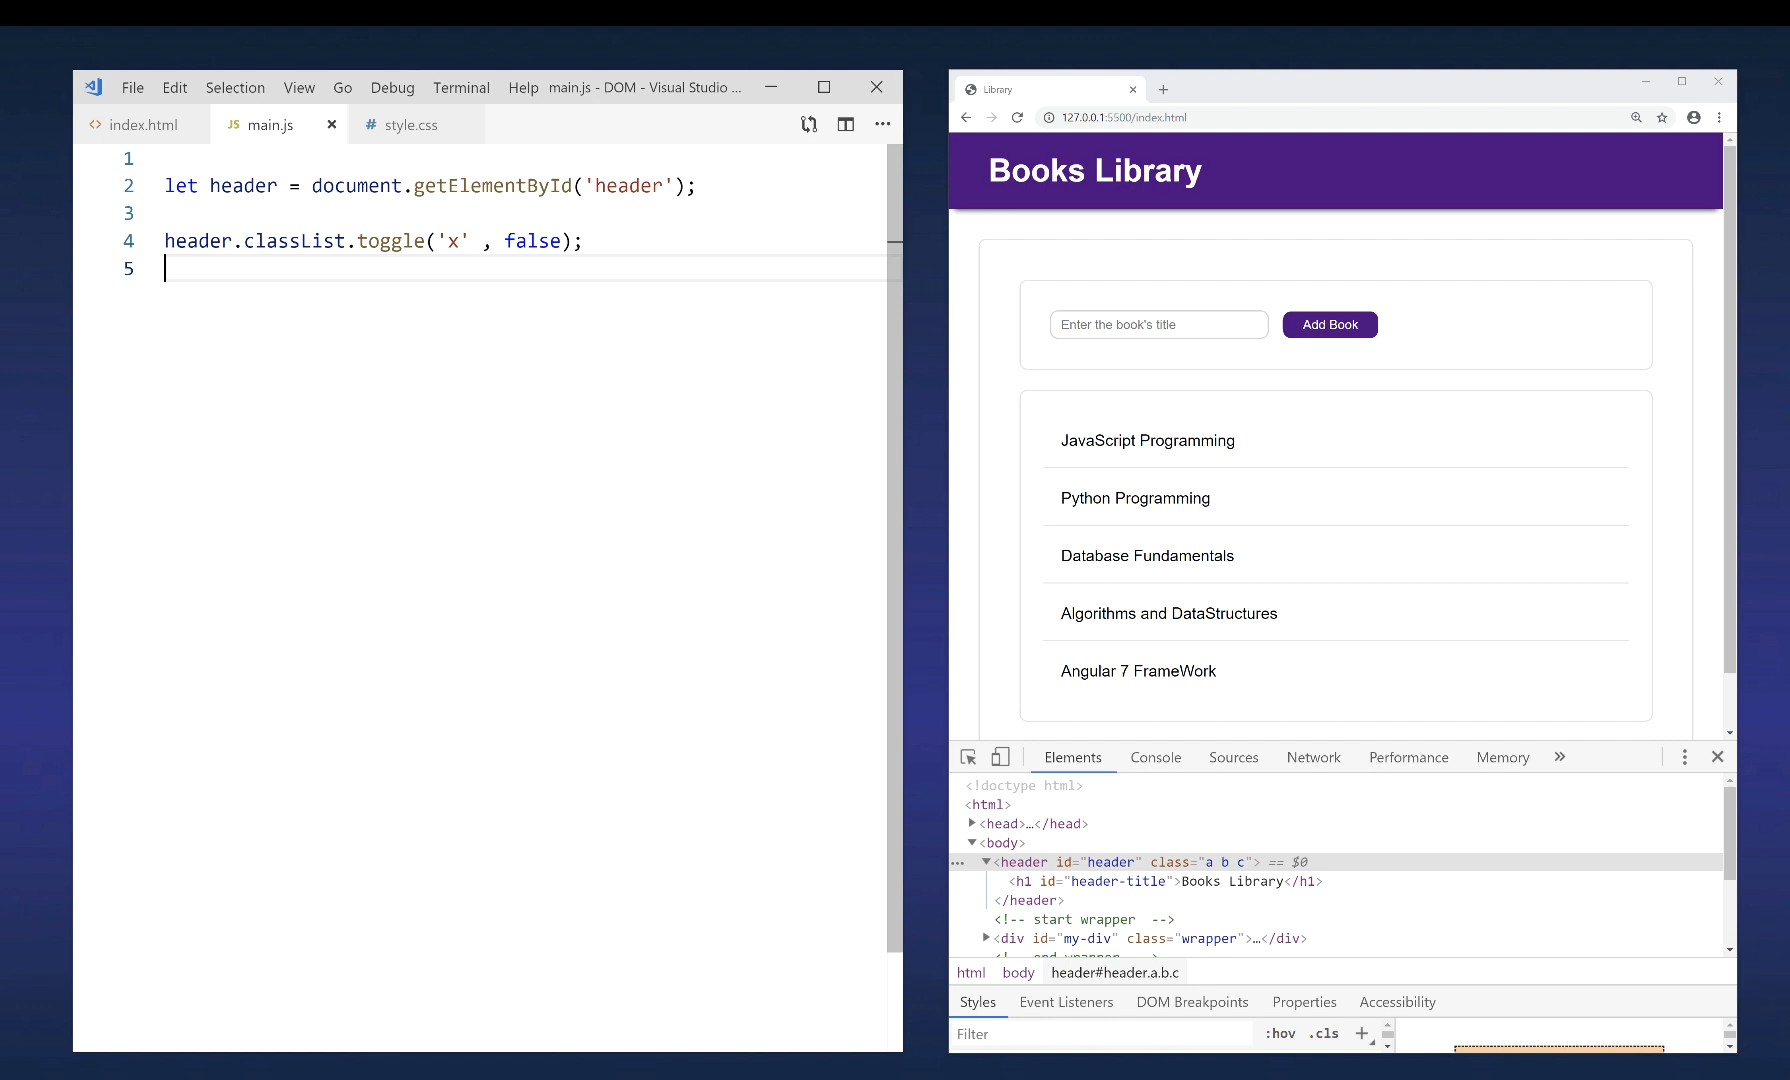 File Edit Selection View Go Debug Terminal Help main.js - DOM - Visual Studio ...
<> index.html JS main.js # style.css
1
2 let header = document.getElementById('header');
3
4 header.classList.toggle('x' , false);
5
Library
127.0.0.1:5500/index.html
Books Library
Enter the book's title Add Book
JavaScript Programming
Python Programming
Database Fundamentals
Algorithms and DataStructures
Angular 7 FrameWork
Elements Console Sources Network Performance Memory »
<!doctype html>
<html>
<head>…</head>
<body>
… <header id="header" class="a b c"> == $0
<h1 id="header-title">Books Library</h1>
</header>
<!-- start wrapper -->
<div id="my-div" class="wrapper">…</div>
<!-- end wrapper -->
html body header#header.a.b.c
Styles Event Listeners DOM Breakpoints Properties Accessibility
Filter :hov .cls +